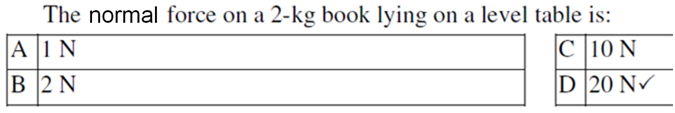 The normal force on a 2-kg book lying on a level table is:
A 1 N C 10 N
B 2 N D 20 N✓